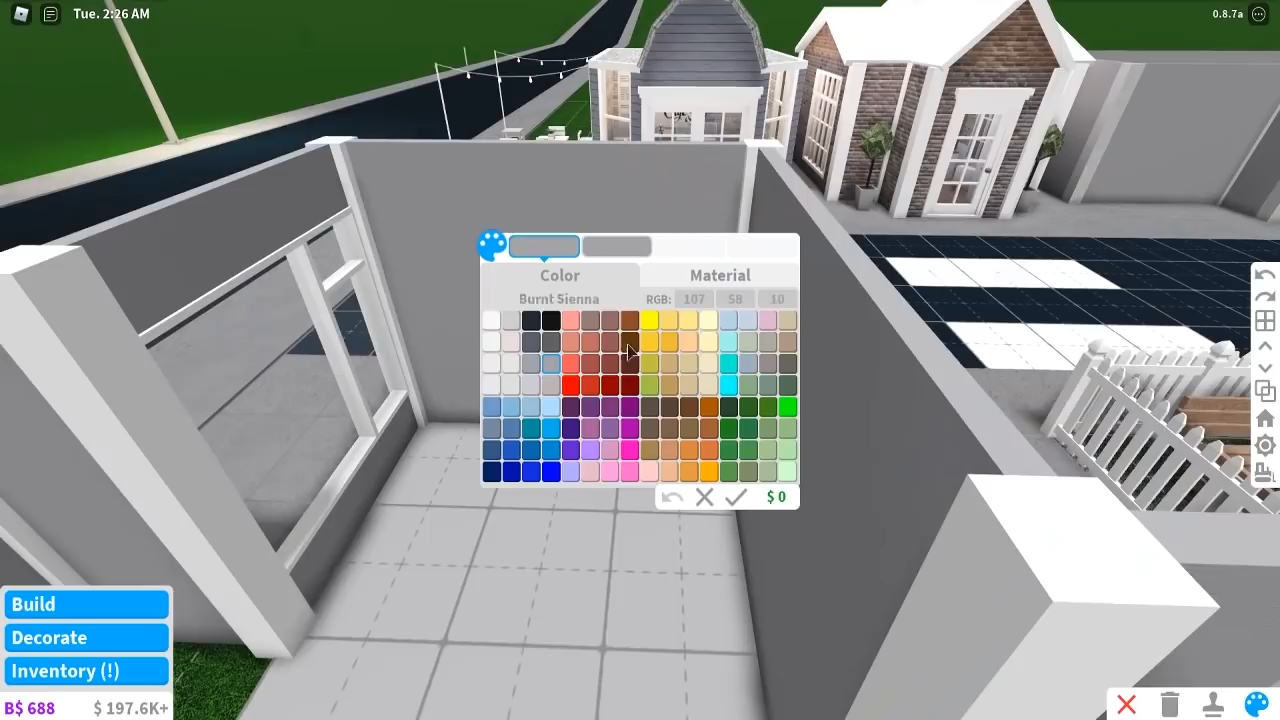 Tue. 2:26 AM
0.8.7a
Color
Material
Burnt Sienna
RGB: 107 58 10
$ 0
Build
Decorate
Inventory (!)
B$ 688 $ 197.6K+